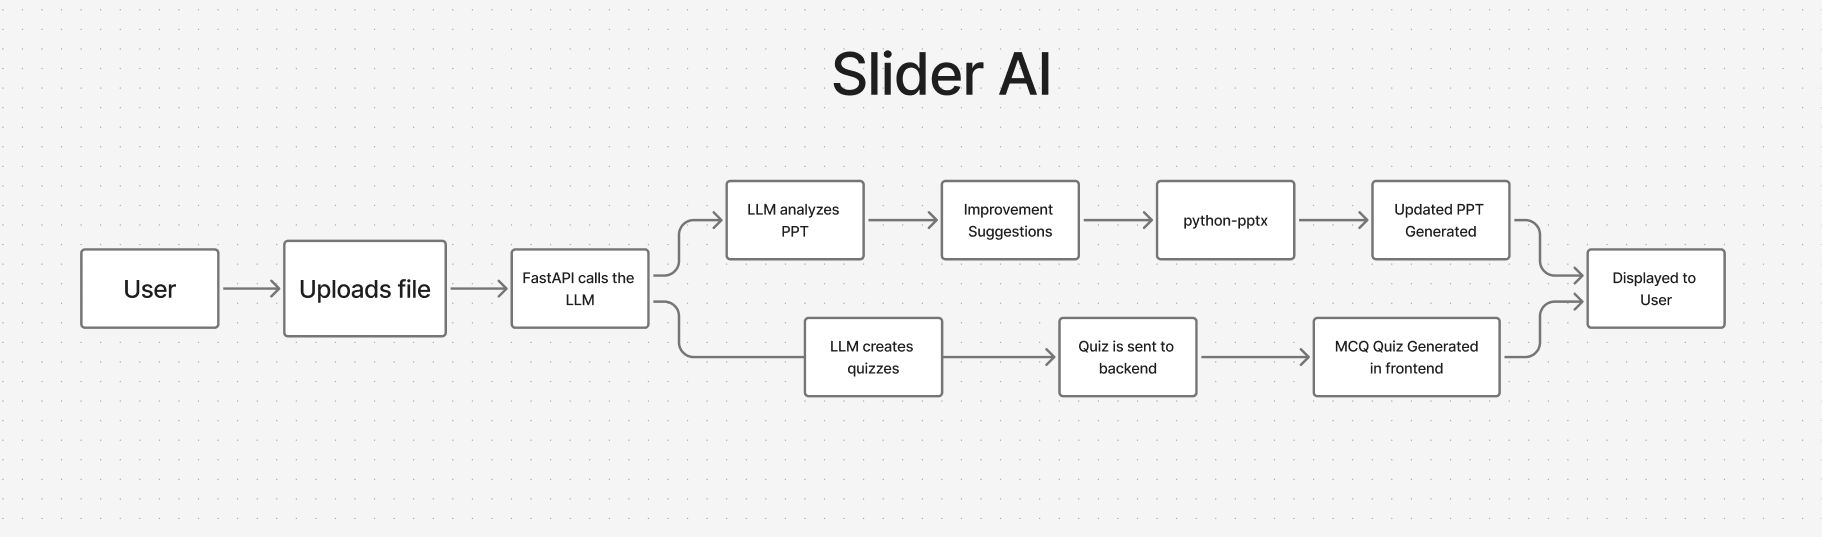 Slider AI
User
Uploads file
FastAPI calls the
LLM
LLM analyzes
PPT
Improvement
Suggestions
python-pptx
Updated PPT
Generated
LLM creates
quizzes
Quiz is sent to
backend
MCQ Quiz Generated
in frontend
Displayed to
User